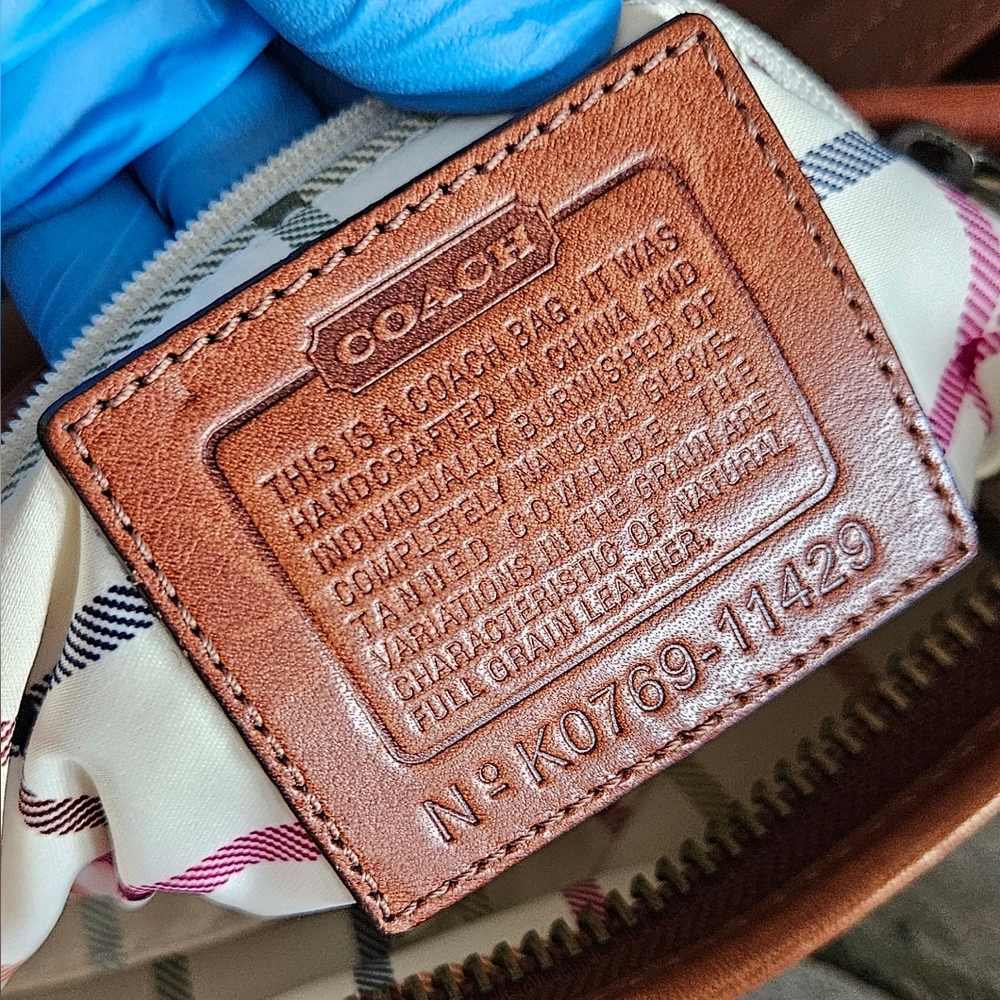 COACH
THIS IS A COACH BAG. IT WAS
HANDCRAFTED IN CHINA AND
INDIVIDUALLY BURNISHED OF
COMPLETELY NATURAL GLOVE
TANNED COWHIDE. THE
VARIATIONS IN THE GRAIN ARE
CHARACTERISTIC OF NATURAL
FULL GRAIN LEATHER.
Nº K0769-11429